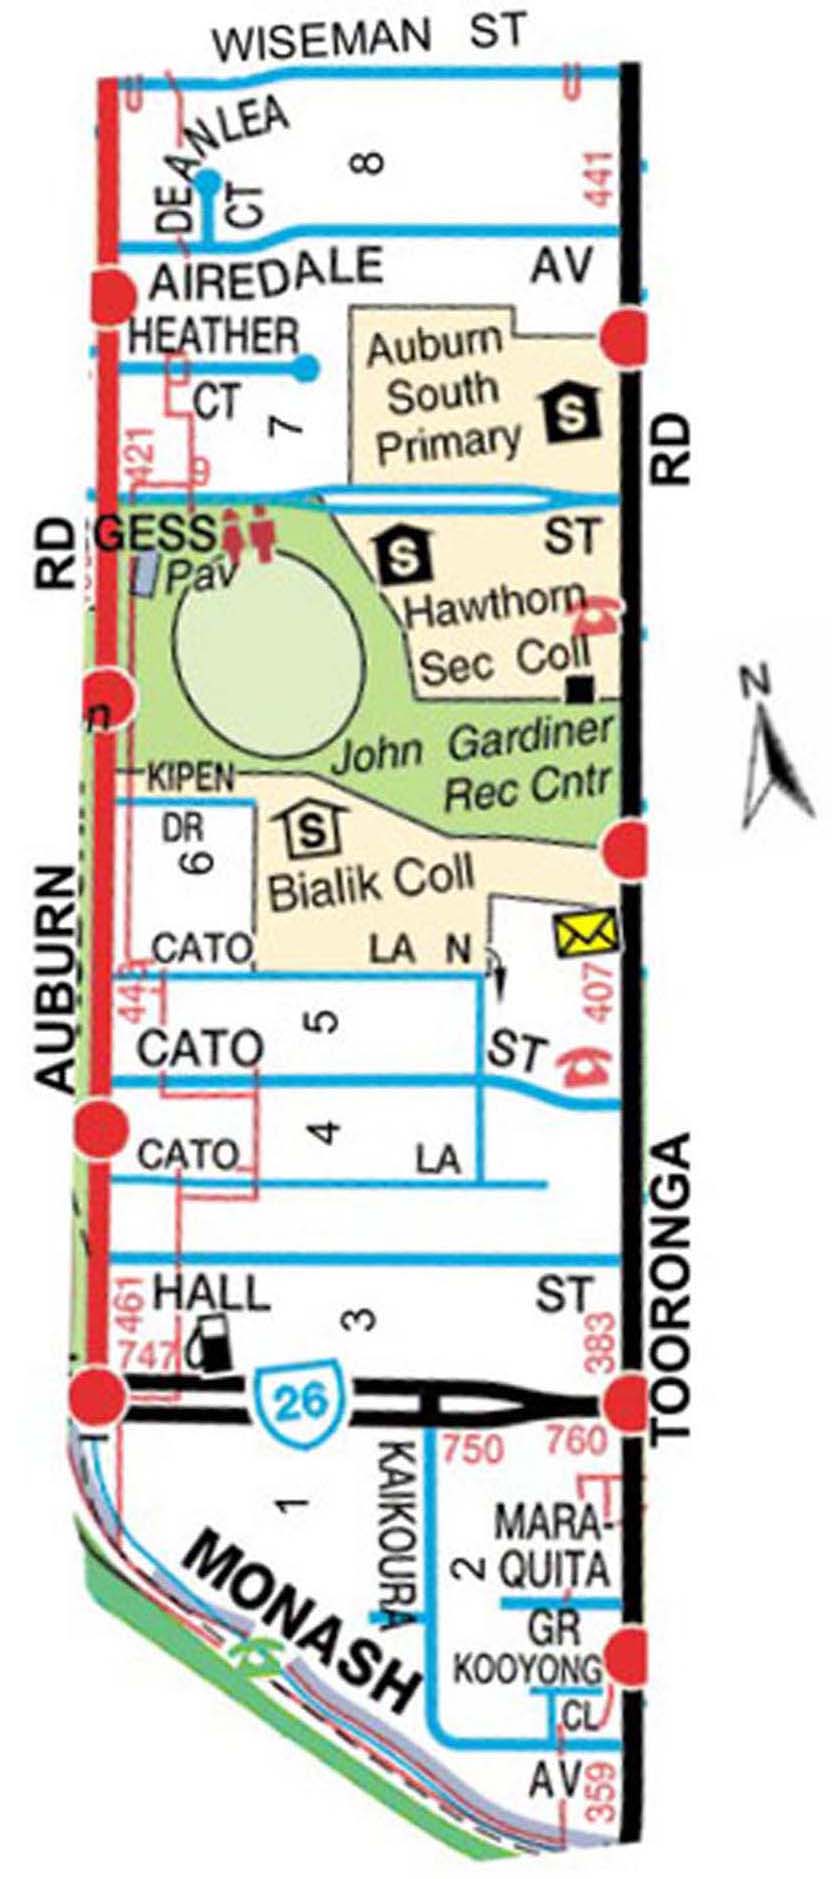 WISEMAN ST
DEANLEA
CT
8
441
AIREDALE AV
HEATHER
CT
Auburn
South
Primary
S
7
421
9
RD
GESS ST
RD
Pav
S
Hawthorn
Sec Coll
n
John Gardiner
Rec Cntr
N
KIPEN
DR
6
S
Bialik Coll
AUBURN
CATO LA N
443
407
5
CATO ST
4
CATO LA
TOORONGA
HALL ST
461
747
3
383
26
750 760
KAIKOURA
1
MARA-
QUITA
2
GR
MONASH
KOOYONG
CL
AV
359